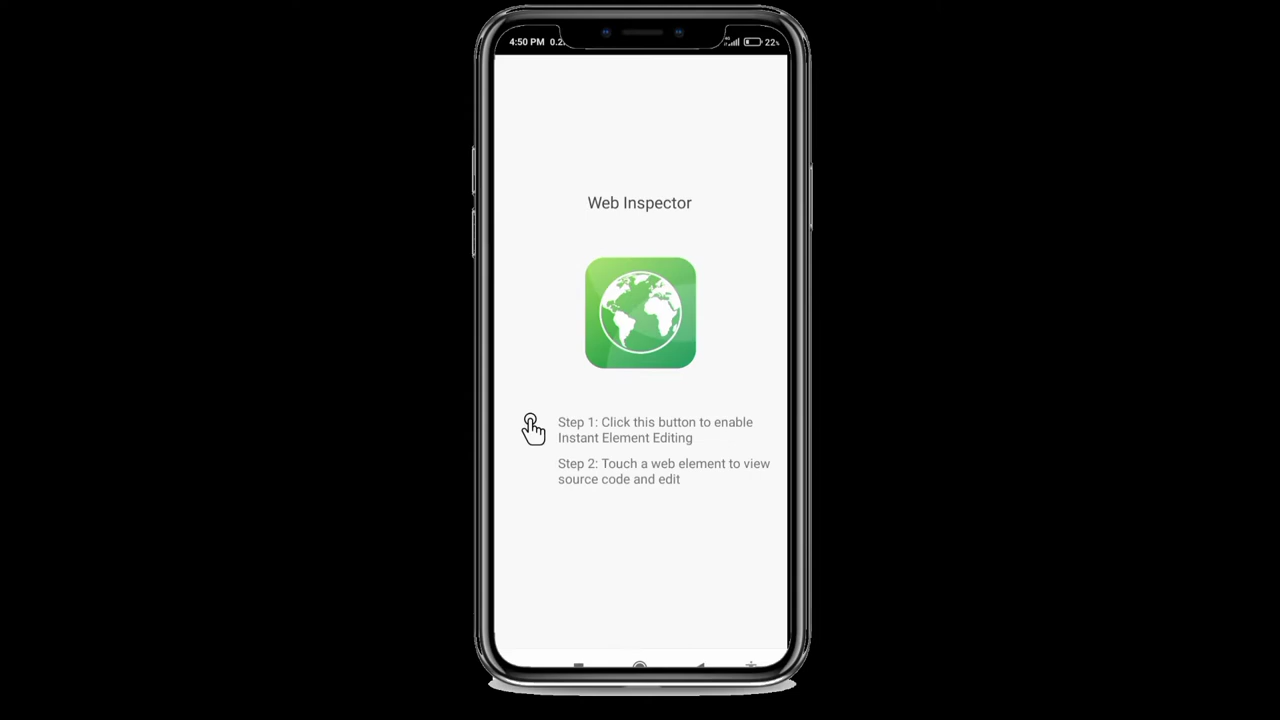 4:50 PM 22%
Web Inspector
Step 1: Click this button to enable
Instant Element Editing
Step 2: Touch a web element to view
source code and edit